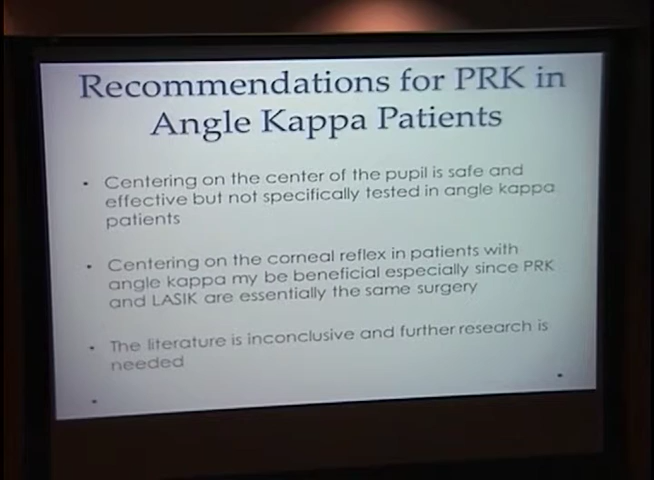 Recommendations for PRK in
Angle Kappa Patients
• Centering on the center of the pupil is safe and
effective but not specifically tested in angle kappa
patients
• Centering on the corneal reflex in patients with
angle kappa my be beneficial especially since PRK
and LASIK are essentially the same surgery
• The literature is inconclusive and further research is
needed